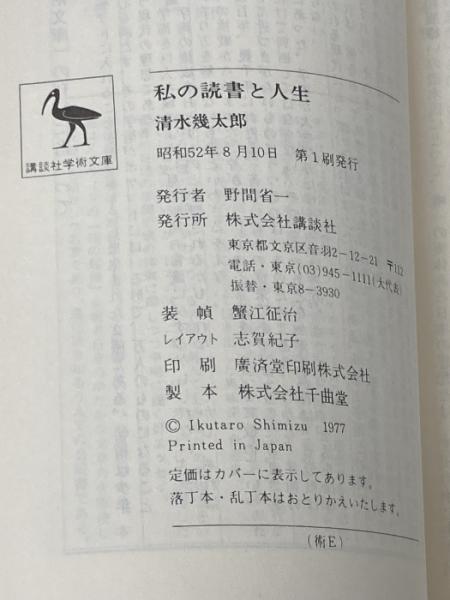 講談社学術文庫
私の読書と人生
清水幾太郎
昭和52年8月10日 第1刷発行
発行者 野間省一
発行所 株式会社講談社
東京都文京区音羽2-12-21 〒112
電話・東京(03)945-1111(大代表)
振替・東京8-3930
装 幀 蟹江征治
レイアウト 志賀紀子
印 刷 廣済堂印刷株式会社
製 本 株式会社千曲堂
© Ikutaro Shimizu 1977
Printed in Japan
定価はカバーに表示してあります。
落丁本・乱丁本はおとりかえいたします。
(術E)